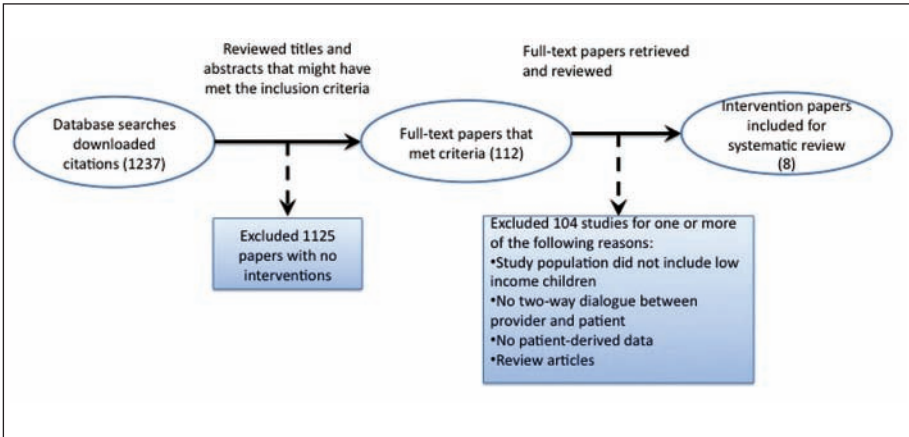 Reviewed titles and
abstracts that might have
met the inclusion criteria
Full-text papers retrieved
and reviewed
Database searches
downloaded
citations (1237)
Full-text papers that
met criteria (112)
Intervention papers
included for
systematic review
(8)
Excluded 1125
papers with no
interventions
Excluded 104 studies for one or more
of the following reasons:
•Study population did not include low
income children
•No two-way dialogue between
provider and patient
•No patient-derived data
•Review articles